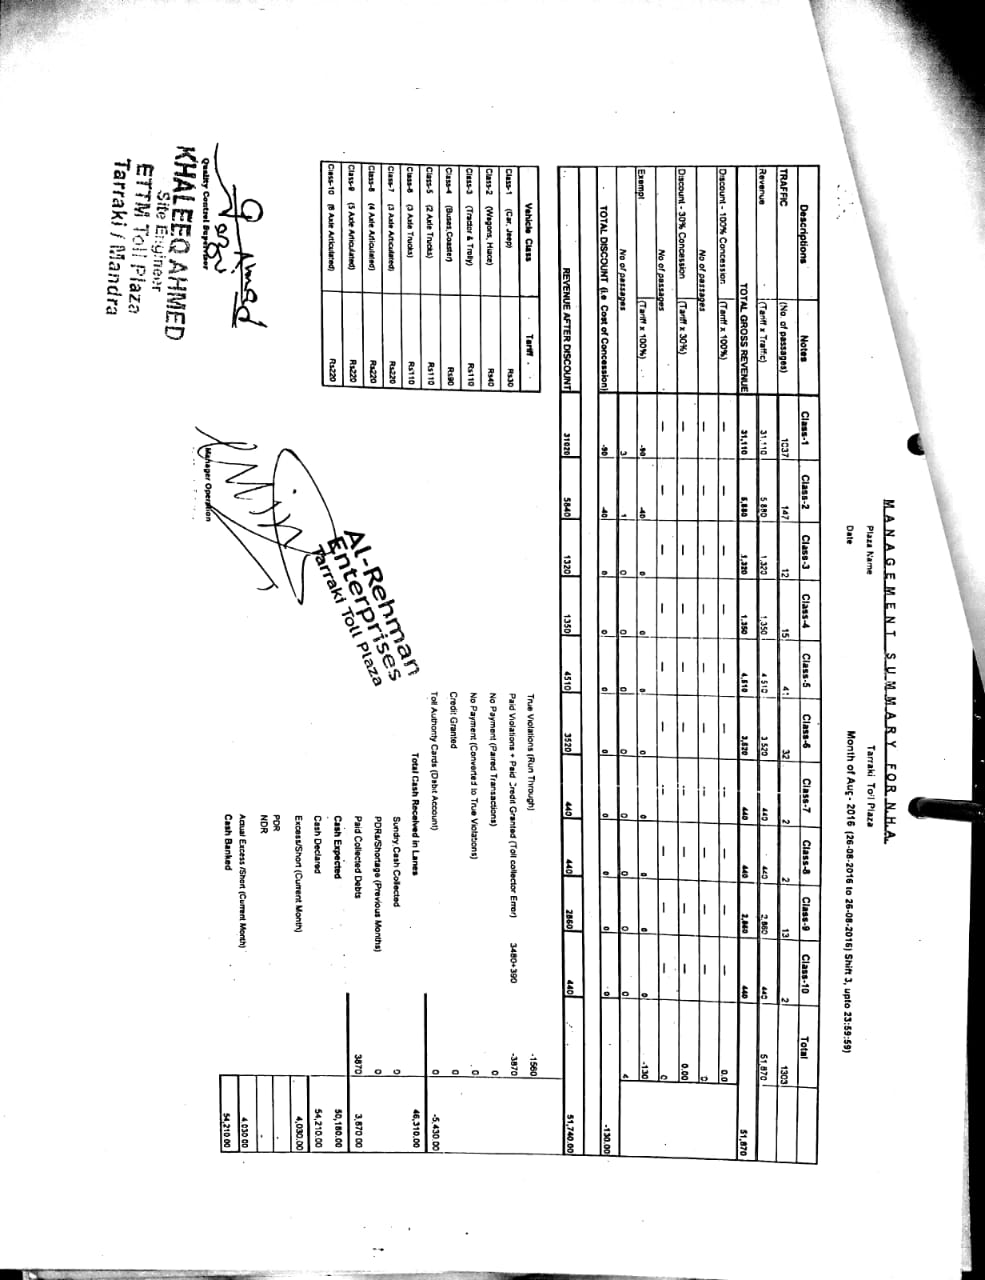 MANAGEMENT SUMMARY FOR N.H.A.
Plaza Name Tarraki Toll Plaza
Date Month of Aug - 2016 (26-08-2016 to 26-08-2016) Shift 3, upto 23:59:59)
Descriptions Notes Class-1 Class-2 Class-3 Class-4 Class-5 Class-6 Class-7 Class-8 Class-9 Class-10 Total
TRAFFIC (No. of passages) 1037 147 12 15 41 32 2 2 13 2 1303
Revenue (Tariff x Traffic) 31,110 5,880 1,320 1,350 4,510 3,520 440 440 2,860 440 51,870
TOTAL GROSS REVENUE 31,110 5,880 1,320 1,350 4,510 3,520 440 440 2,860 440 51,870
Discount - 100% Concession (Tariff x 100%) — — — — — — — — — — 0.0
No of passages — — — — — — — — — — 0
Discount - 30% Concession (Tariff x 30%) — — — — — — — — — — 0.00
No of passages — — — — — — — — — — 0
Exempt (Tariff x 100%) -90 -40 0 0 0 0 0 0 0 0 -130
No of passages 3 1 0 0 0 0 0 0 0 0 4
TOTAL DISCOUNT (i.e Cost of Concession) -90 -40 0 0 0 0 0 0 0 0 -130.00
REVENUE AFTER DISCOUNT 31020 5840 1320 1350 4510 3520 440 440 2860 440 51,740.00
Vehicle Class Tariff
Class-1 (Car, Jeep) Rs30
Class-2 (Wagons, Hiace) Rs40
Class-3 (Tractor & Trolly) Rs110
Class-4 (Buses,Coaster) Rs90
Class-5 (2 Axle Trucks) Rs110
Class-6 (3 Axle Trucks) Rs110
Class-7 (3 Axle Articulated) Rs220
Class-8 (4 Axle Articulated) Rs220
Class-9 (5 Axle Articulated) Rs220
Class-10 (6 Axle Articulated) Rs220
True Violations (Run Through) -1560
Paid Violations + Paid Credit Granted (Toll collector Error) 3480+390 -3870
No Payment (Paired Transactions) 0
No Payment (Converted to True Violations) 0
Credit Granted 0
Toll Authority Cards (Debit Account) 0 -5,430.00
Total Cash Received in Lanes 46,310.00
Sundry Cash Collected 0
PDRs/Shortage (Previous Months) 0
Paid Collected Debts 3870 3,870.00
Cash Expected 50,180.00
Cash Declared 54,210.00
Excess/Short (Current Month) 4,030.00
PDR -
NDR -
Actual Excess /Short (Current Month) 4,030.00
Cash Banked 54,210.00
Quality Control Supervisor
KHALEEQ AHMED
Site Engineer
ETTM Toll Plaza
Tarraki / Mandra
Al-Rehman
Enterprises
Tarraki Toll Plaza
Manager Operation